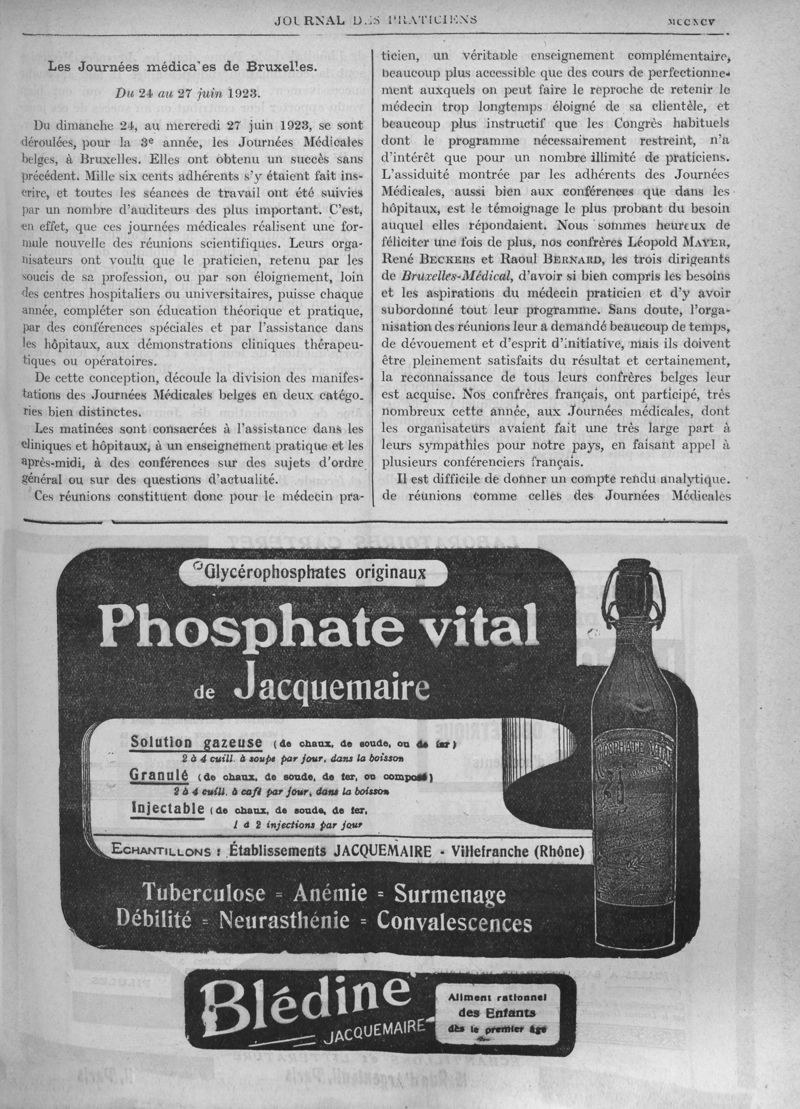 JOURNAL DES PRATICIENS
MCCXCV
Les Journées médica'es de Bruxelles.
Du 24 au 27 juin 1923.
Du dimanche 24, au mercredi 27 juin 1923, se sont
déroulées, pour la 3e année, les Journées Médicales
belges, à Bruxelles. Elles ont obtenu un succès sans
précédent. Mille six cents adhérents s'y étaient fait ins-
crire, et toutes les séances de travail ont été suivies
par un nombre d'auditeurs des plus important. C'est,
en effet, que ces journées médicales réalisent une for-
mule nouvelle des réunions scientifiques. Leurs orga-
nisateurs ont voulu que le praticien, retenu par les
soucis de sa profession, ou par son éloignement, loin
des centres hospitaliers ou universitaires, puisse chaque
année, compléter son éducation théorique et pratique,
par des conférences spéciales et par l'assistance dans
les hôpitaux, aux démonstrations cliniques thérapeu-
tiques ou opératoires.
De cette conception, découle la division des manifes-
tations des Journées Médicales belges en deux catégo-
ries bien distinctes.
Les matinées sont consacrées à l'assistance dans les
cliniques et hôpitaux, à un enseignement pratique et les
après-midi, à des conférences sur des sujets d'ordre
général ou sur des questions d'actualité.
Ces réunions constituent donc pour le médecin pra-
ticien, un véritable enseignement complémentaire,
beaucoup plus accessible que des cours de perfectionne-
ment auxquels on peut faire le reproche de retenir le
médecin trop longtemps éloigné de sa clientèle, et
beaucoup plus instructif que les Congrès habituels
dont le programme nécessairement restreint, n'a
d'intérêt que pour un nombre illimité de praticiens.
L'assiduité montrée par les adhérents des Journées
Médicales, aussi bien aux conférences que dans les
hôpitaux, est le témoignage le plus probant du besoin
auquel elles répondaient. Nous sommes heureux de
féliciter une fois de plus, nos confrères Léopold MAYER,
René BECKERS et Raoul BERNARD, les trois dirigeants
de Bruxelles-Médical, d'avoir si bien compris les besoins
et les aspirations du médecin praticien et d'y avoir
subordonné tout leur programme. Sans doute, l'orga-
nisation des réunions leur a demandé beaucoup de temps,
de dévouement et d'esprit d'initiative, mais ils doivent
être pleinement satisfaits du résultat et certainement,
la reconnaissance de tous leurs confrères belges leur
est acquise. Nos confrères français, ont participé, très
nombreux cette année, aux Journées médicales, dont
les organisateurs avaient fait une très large part à
leurs sympathies pour notre pays, en faisant appel à
plusieurs conférenciers français.
Il est difficile de donner un compte rendu analytique.
de réunions comme celles des Journées Médicales
Glycérophosphates originaux
Phosphate vital
de Jacquemaire
Solution gazeuse (de chaux, de soude, ou de fer)
2 à 4 cuill. à soupe par jour, dans la boisson
Granulé (de chaux, de soude, de fer, ou composé)
2 à 4 cuill. à café par jour, dans la boisson
Injectable (de chaux, de soude, de fer,
1 à 2 injections par jour
ECHANTILLONS : Établissements JACQUEMAIRE - Villefranche (Rhône)
PHOSPHATE VITAL
Tuberculose = Anémie = Surmenage
Débilité = Neurasthénie = Convalescences
Blédine
JACQUEMAIRE
Aliment rationnel
des Enfants
dès le premier âge